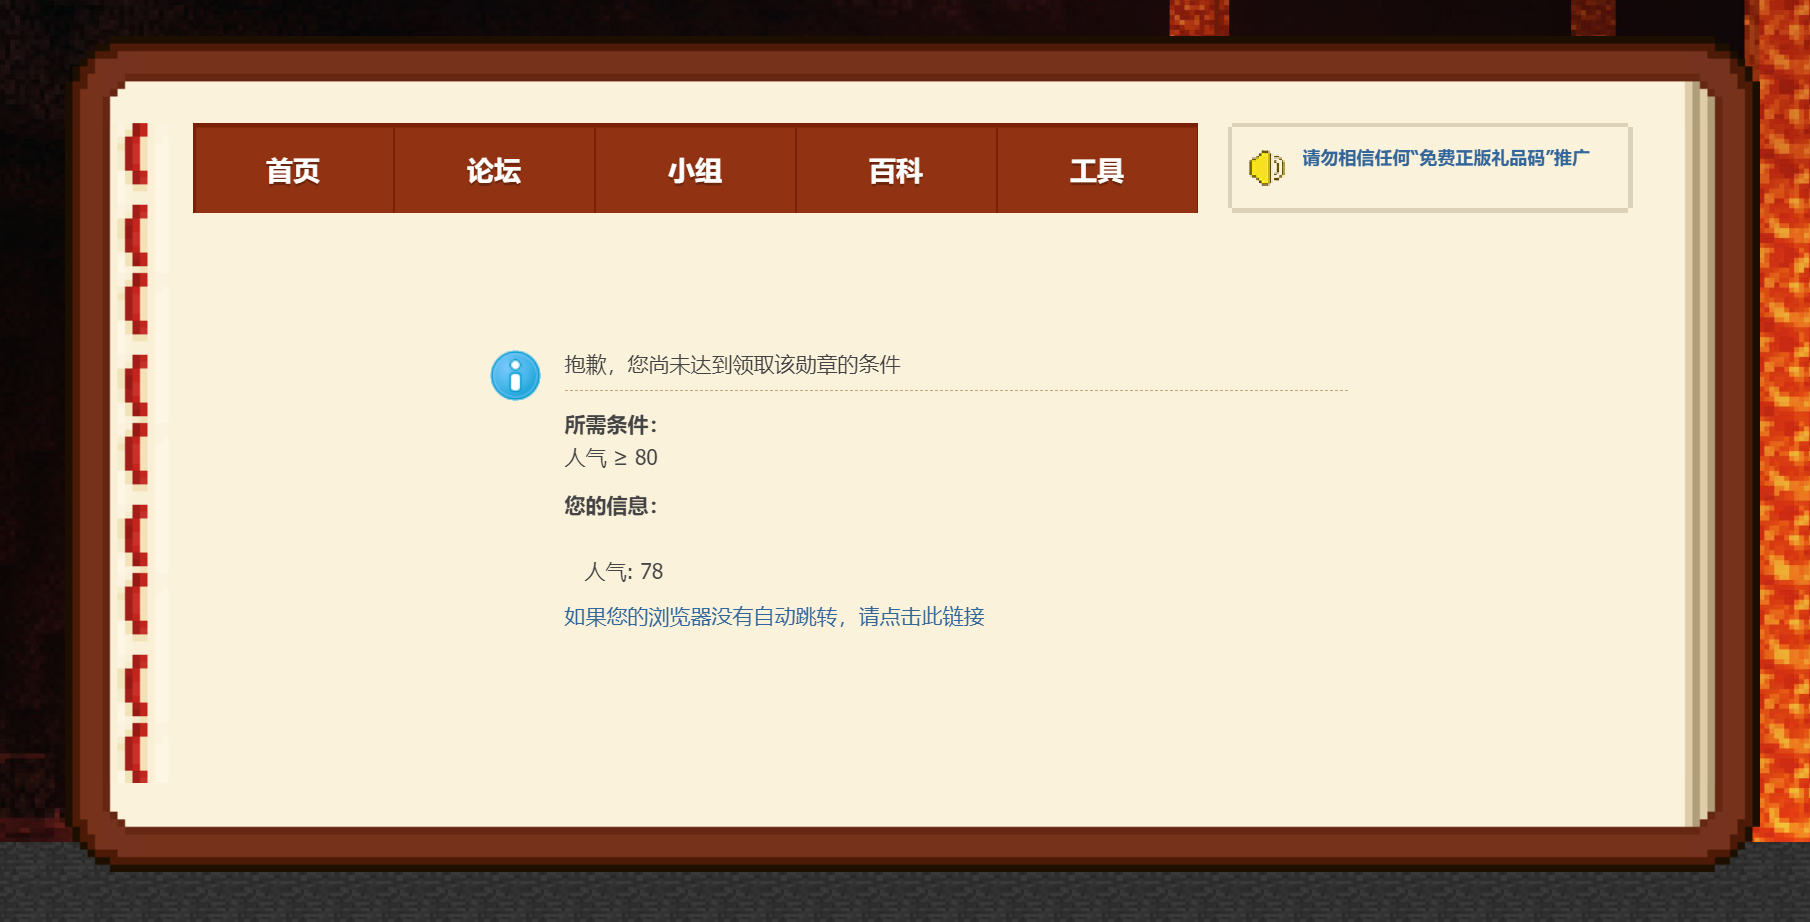 首页
论坛
小组
百科
工具
请勿相信任何“免费正版礼品码”推广
抱歉，您尚未达到领取该勋章的条件
所需条件：
人气 ≥ 80
您的信息：
人气: 78
如果您的浏览器没有自动跳转，请点击此链接